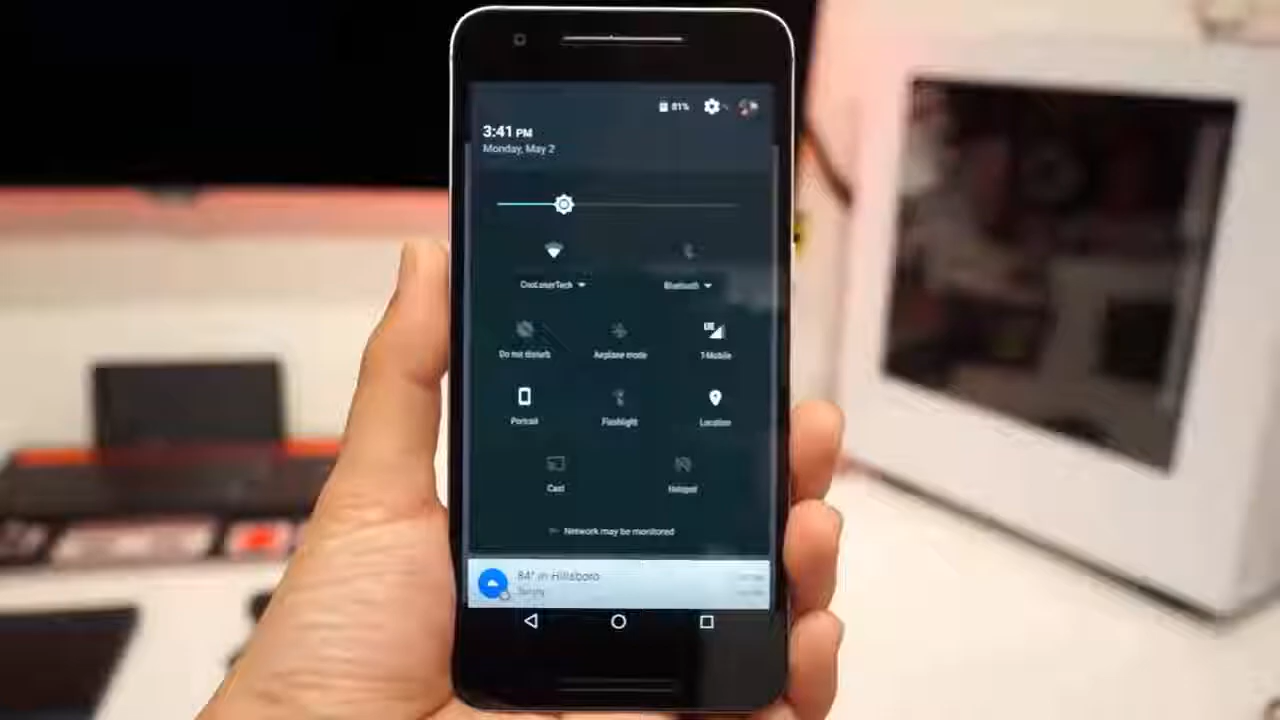 81%
3:41 PM
Monday, May 2
Bluetooth
Do not disturb
Airplane mode
T-Mobile
Portrait
Flashlight
Location
Cast
Hotspot
Network may be monitored
84° in Hillsboro